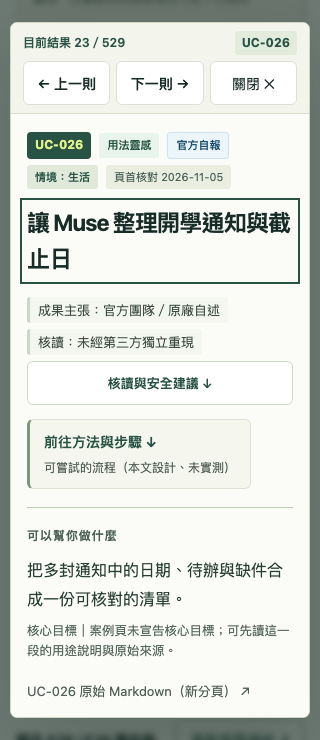 目前結果 23 / 529
UC-026
← 上一則
下一則 →
關閉 ×
UC-026
用法靈感
官方自報
情境：生活
頁首核對 2026-11-05
讓 Muse 整理開學通知與截
止日
成果主張：官方團隊 / 原廠自述
核讀：未經第三方獨立重現
核讀與安全建議 ↓
前往方法與步驟 ↓
可嘗試的流程（本文設計、未實測）
可以幫你做什麼
把多封通知中的日期、待辦與缺件合
成一份可核對的清單。
核心目標｜案例頁未宣告核心目標；可先讀這一
段的用途說明與原始來源。
UC-026 原始 Markdown（新分頁） ↗